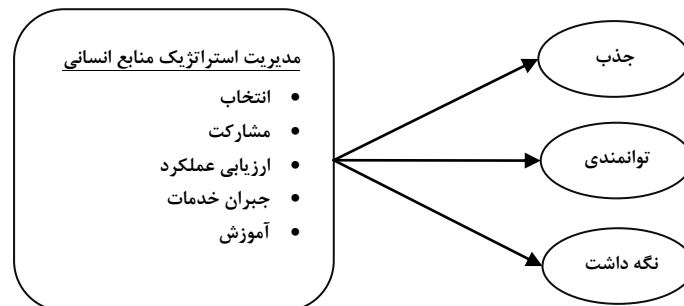 مدیریت استراتژیک منابع انسانی
• انتخاب
• مشارکت
• ارزیابی عملکرد
• جبران خدمات
• آموزش
جذب
توانمندی
نگه داشت